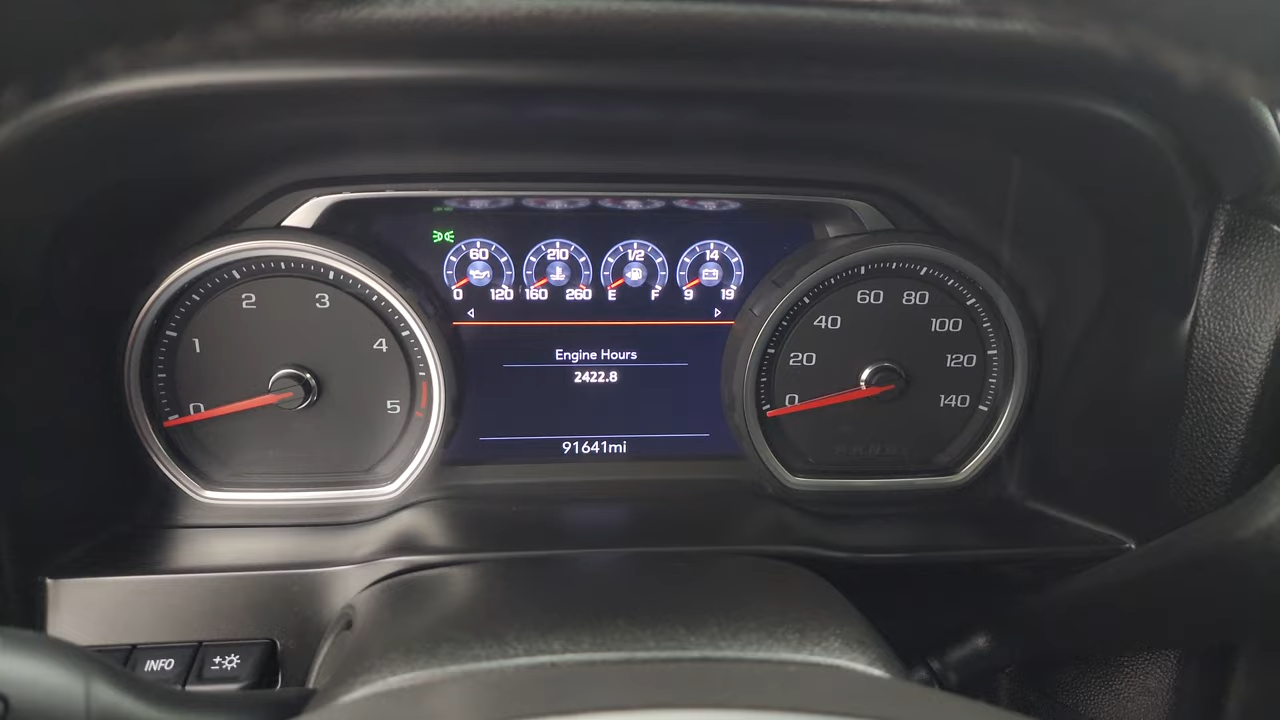 60 210 1/2 14
0 120 160 260 E F 9 19
Engine Hours
2422.8
91641mi
0 1 2 3 4 5
0 20 40 60 80 100 120 140
INFO
±